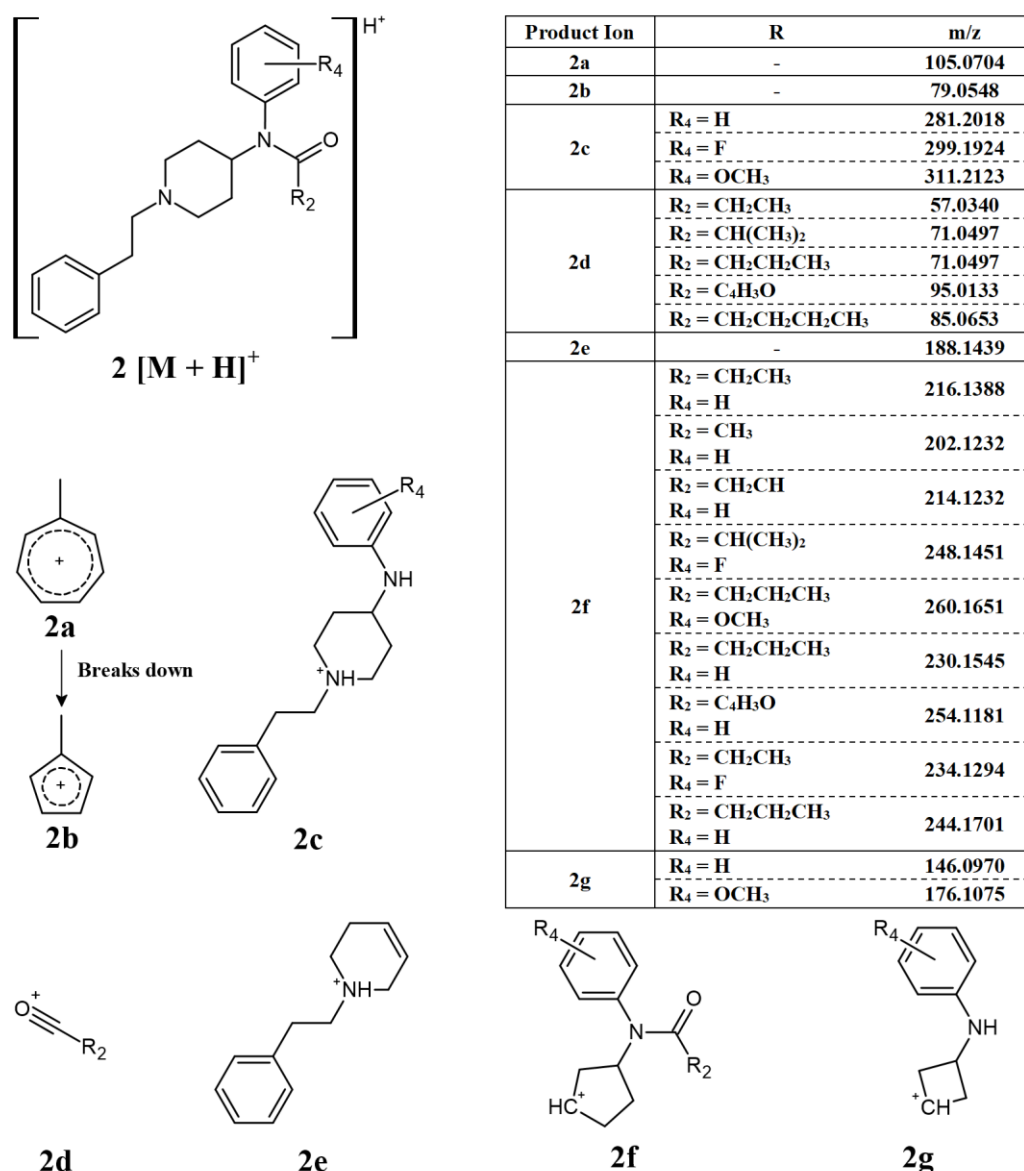 H+
R4
N
O
R2
N
2 [M + H]+
Product Ion R m/z
2a - 105.0704
2b - 79.0548
2c R₄ = H 281.2018
R₄ = F 299.1924
R₄ = OCH₃ 311.2123
2d R₂ = CH₂CH₃ 57.0340
R₂ = CH(CH₃)₂ 71.0497
R₂ = CH₂CH₂CH₃ 71.0497
R₂ = C₄H₃O 95.0133
R₂ = CH₂CH₂CH₂CH₃ 85.0653
2e - 188.1439
2f R₂ = CH₂CH₃
R₄ = H 216.1388
R₂ = CH₃
R₄ = H 202.1232
R₂ = CH₂CH
R₄ = H 214.1232
R₂ = CH(CH₃)₂
R₄ = F 248.1451
R₂ = CH₂CH₂CH₃
R₄ = OCH₃ 260.1651
R₂ = CH₂CH₂CH₃
R₄ = H 230.1545
R₂ = C₄H₃O
R₄ = H 254.1181
R₂ = CH₂CH₃
R₄ = F 234.1294
R₂ = CH₂CH₂CH₃
R₄ = H 244.1701
2g R₄ = H 146.0970
R₄ = OCH₃ 176.1075
+
2a
Breaks down
+
2b
R4
NH
+NH
2c
+
O
R2
2d
+NH
2e
R4
N
O
R2
HC+
2f
R4
NH
+CH
2g